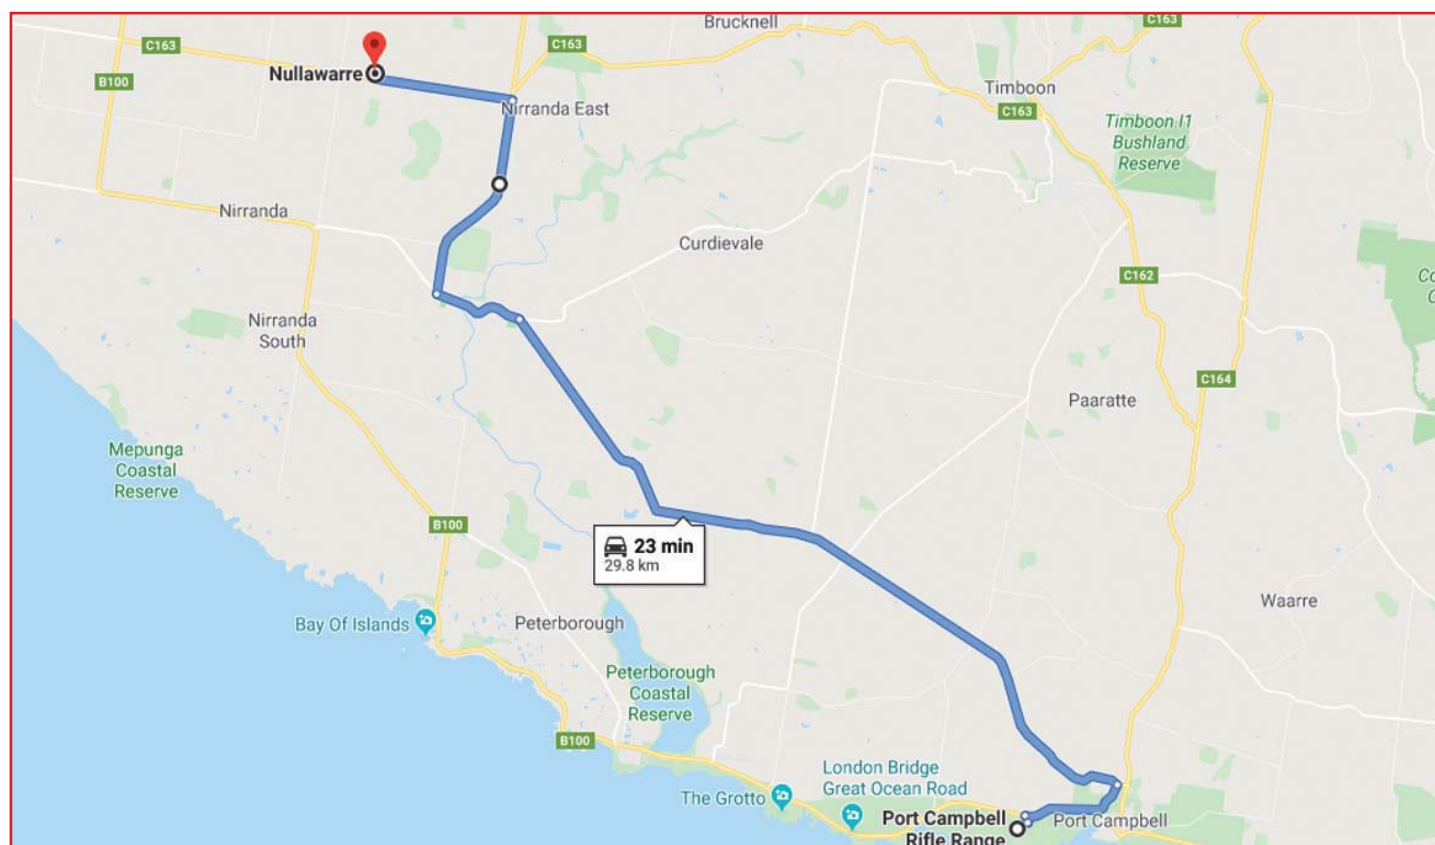 Brucknell
C163
C163
C163
B100
Nullawarre
Timboon
C163
Nirranda East
Timboon I1
Bushland
Reserve
Nirranda
Curdievale
C162
Nirranda
South
C164
Paaratte
Mepunga
Coastal
Reserve
B100
23 min
29.8 km
Waarre
Bay Of Islands
Peterborough
Peterborough
Coastal
Reserve
B100
London Bridge
Great Ocean Road
The Grotto
Port Campbell
Rifle Range
Port Campbell